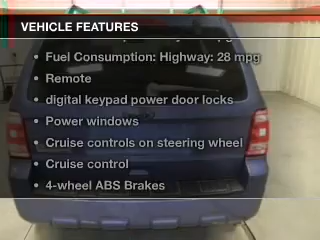 VEHICLE FEATURES
Fuel Consumption: Highway: 28 mpg
Remote
digital keypad power door locks
Power windows
Cruise controls on steering wheel
Cruise control
4-wheel ABS Brakes